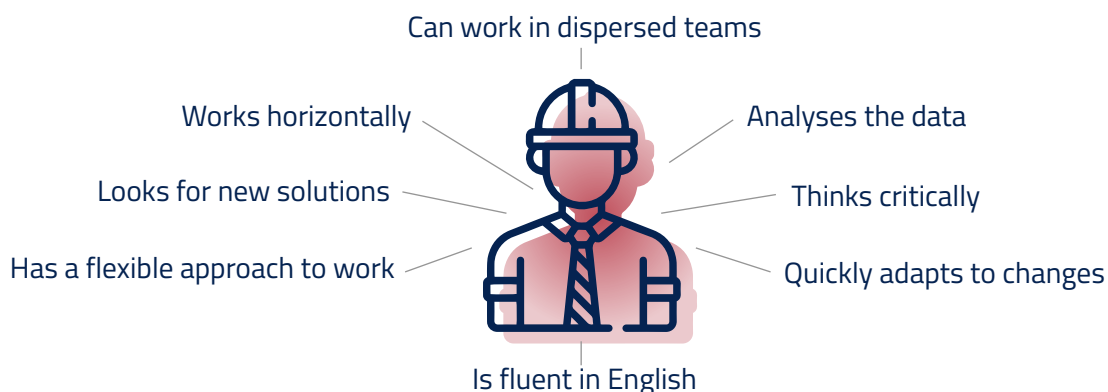 Can work in dispersed teams
Works horizontally
Analyses the data
Looks for new solutions
Thinks critically
Has a flexible approach to work
Quickly adapts to changes
Is fluent in English